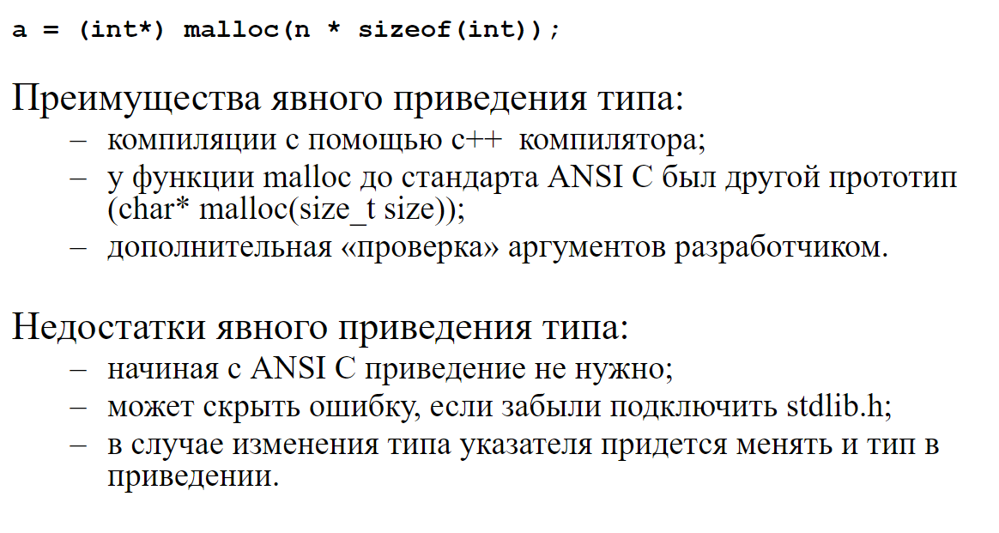 a = (int*) malloc(n * sizeof(int));
Преимущества явного приведения типа:
– компиляции с помощью c++ компилятора;
– у функции malloc до стандарта ANSI C был другой прототип
(char* malloc(size_t size));
– дополнительная «проверка» аргументов разработчиком.
Недостатки явного приведения типа:
– начиная с ANSI C приведение не нужно;
– может скрыть ошибку, если забыли подключить stdlib.h;
– в случае изменения типа указателя придется менять и тип в
приведении.